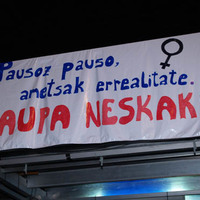 Pausoz pauso,
ametsak errealitate.
AUPA NESKAK